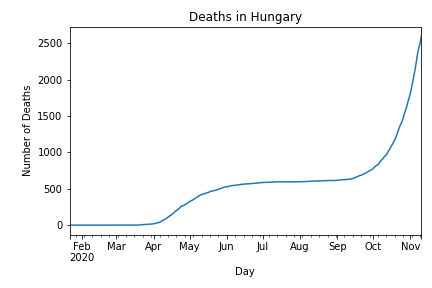 Deaths in Hungary
Number of Deaths
2500
2000
1500
1000
500
0
Feb Mar Apr May Jun Jul Aug Sep Oct Nov
2020
Day